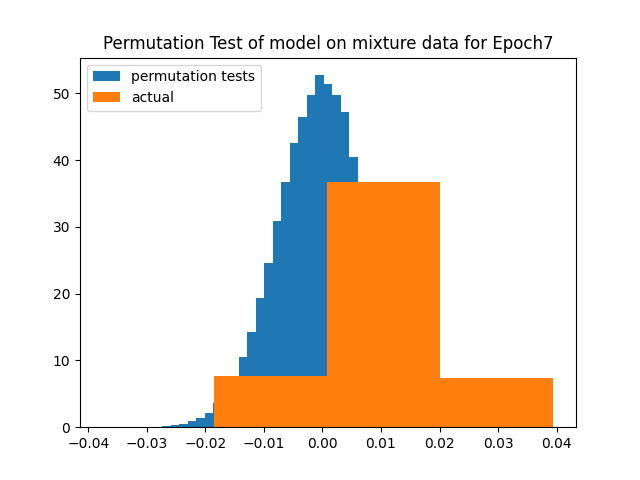 Permutation Test of model on mixture data for Epoch7
permutation tests
actual
50
40
30
20
10
0
−0.04 −0.03 −0.02 −0.01 0.00 0.01 0.02 0.03 0.04